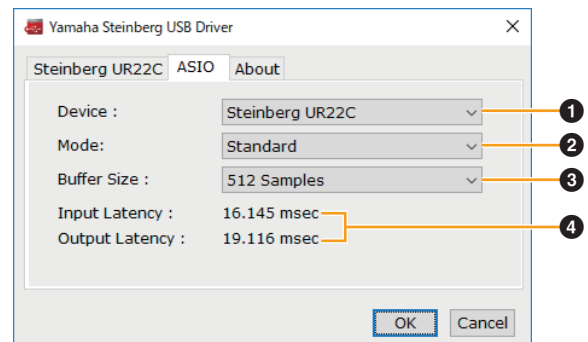 Yamaha Steinberg USB Driver
Steinberg UR22C ASIO About
Device : Steinberg UR22C 1
Mode: Standard 2
Buffer Size : 512 Samples 3
Input Latency : 16.145 msec
4
Output Latency : 19.116 msec
OK Cancel